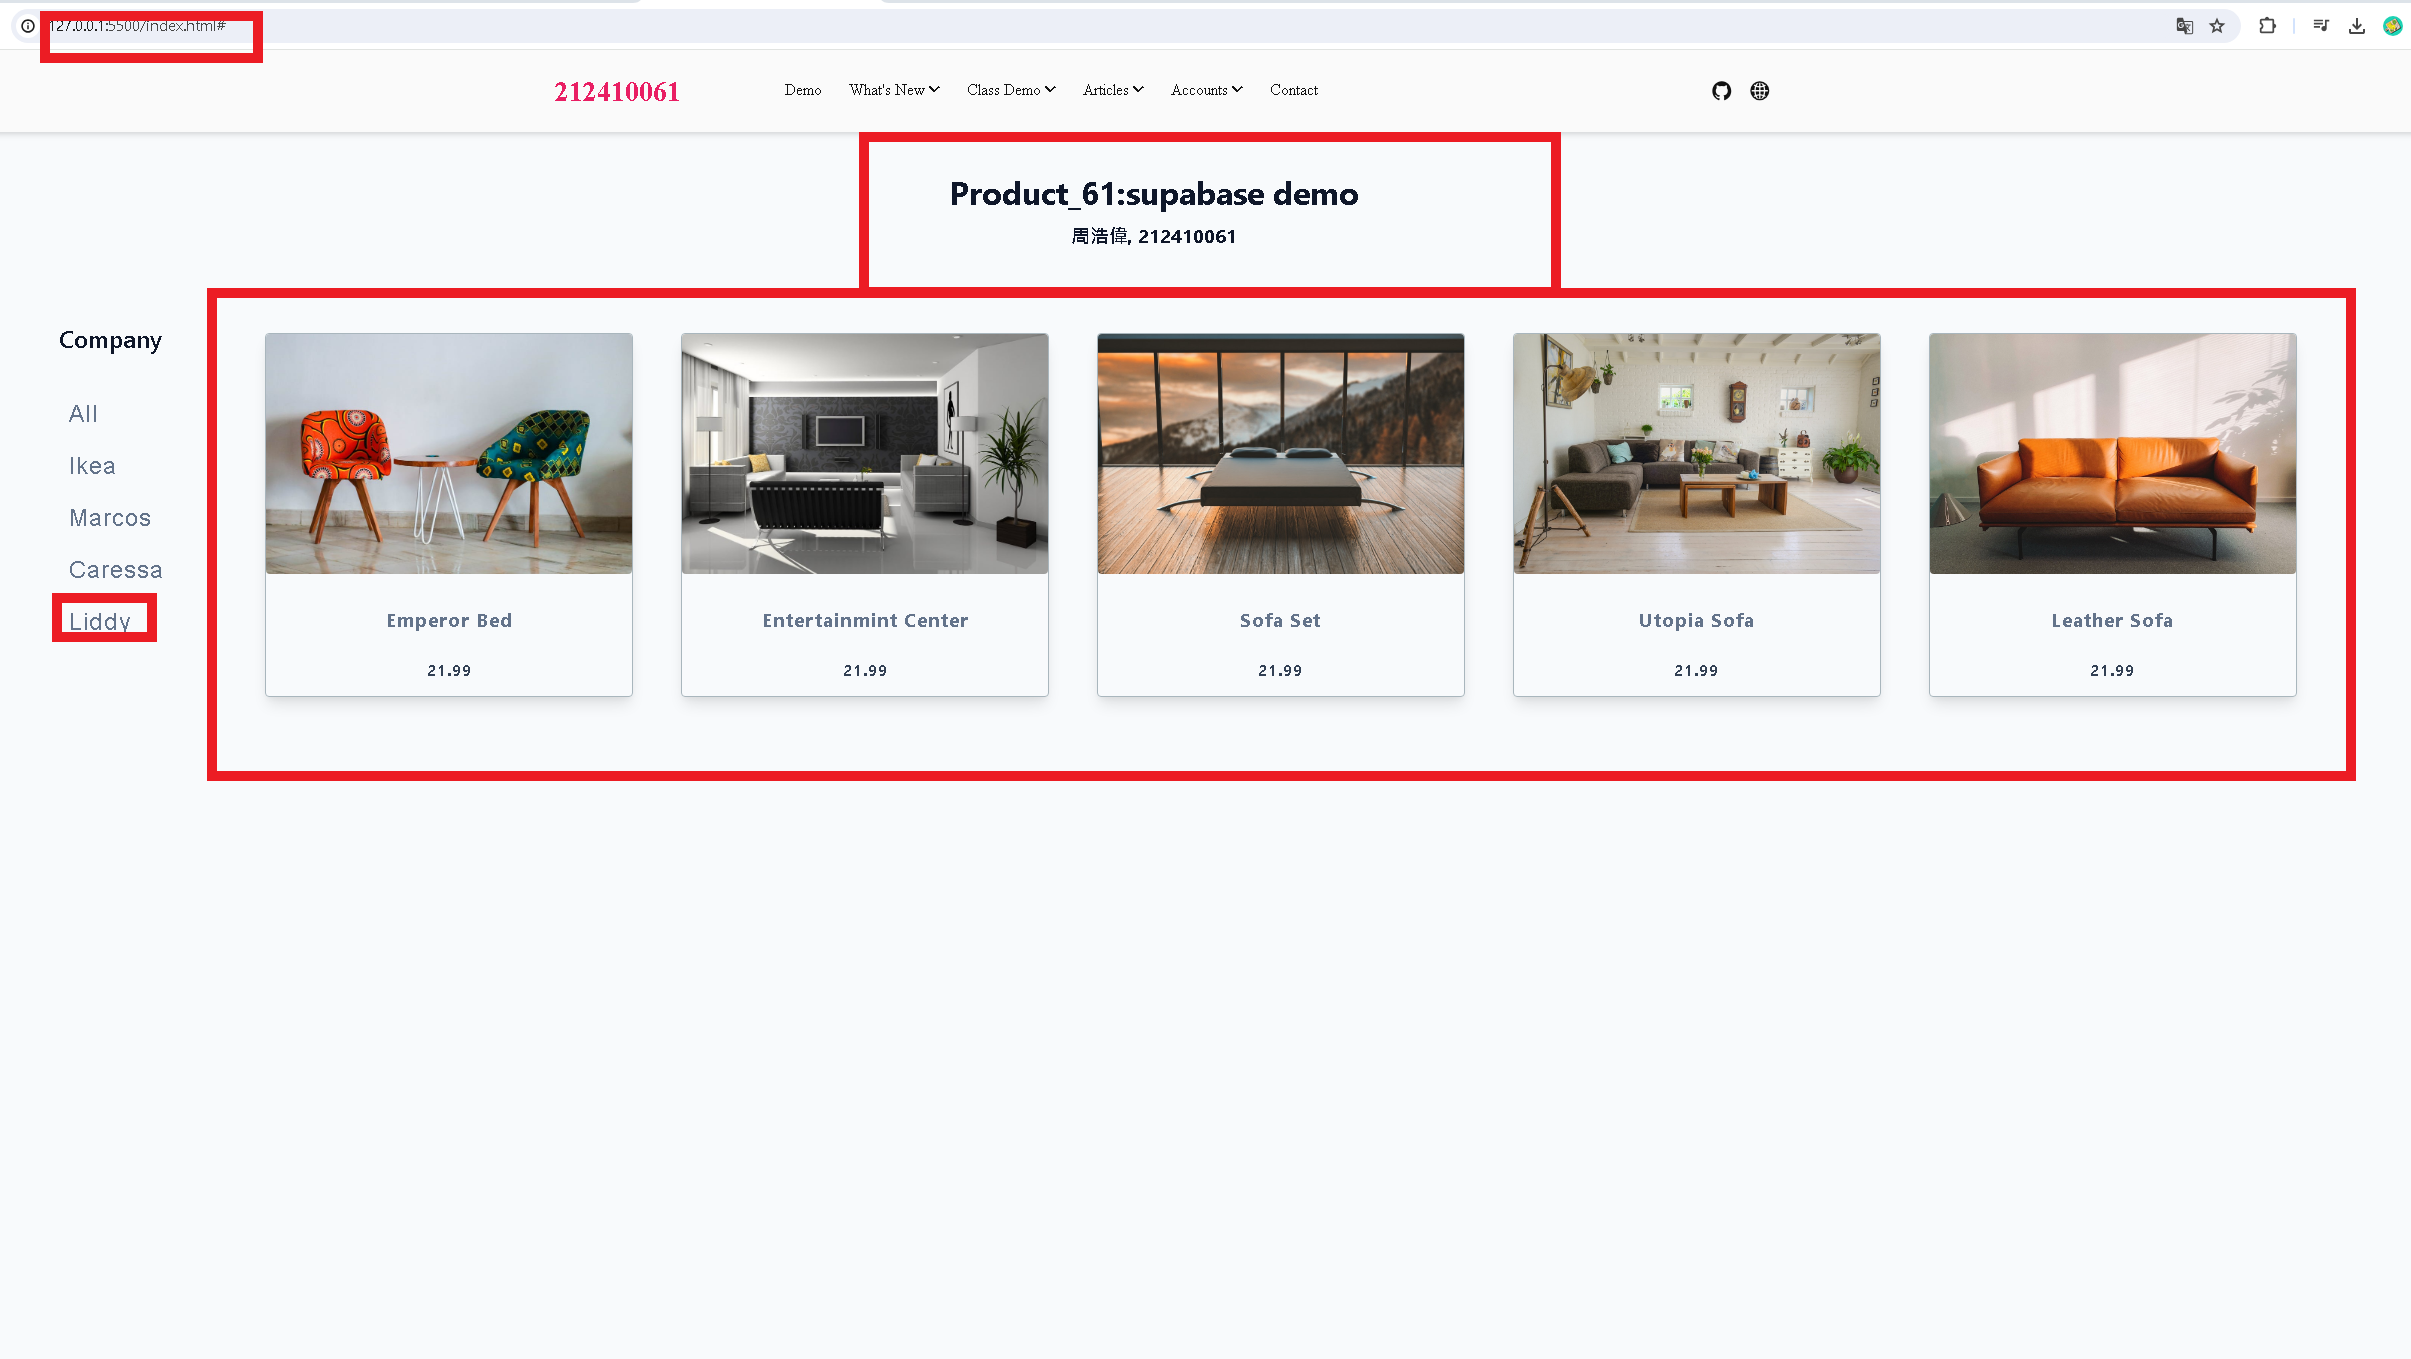 127.0.0.1:5500/index.html#
212410061
Demo
What's New
Class Demo
Articles
Accounts
Contact
Product_61:supabase demo
周浩偉, 212410061
Company
All
Ikea
Marcos
Caressa
Liddy
Emperor Bed
21.99
Entertainmint Center
21.99
Sofa Set
21.99
Utopia Sofa
21.99
Leather Sofa
21.99